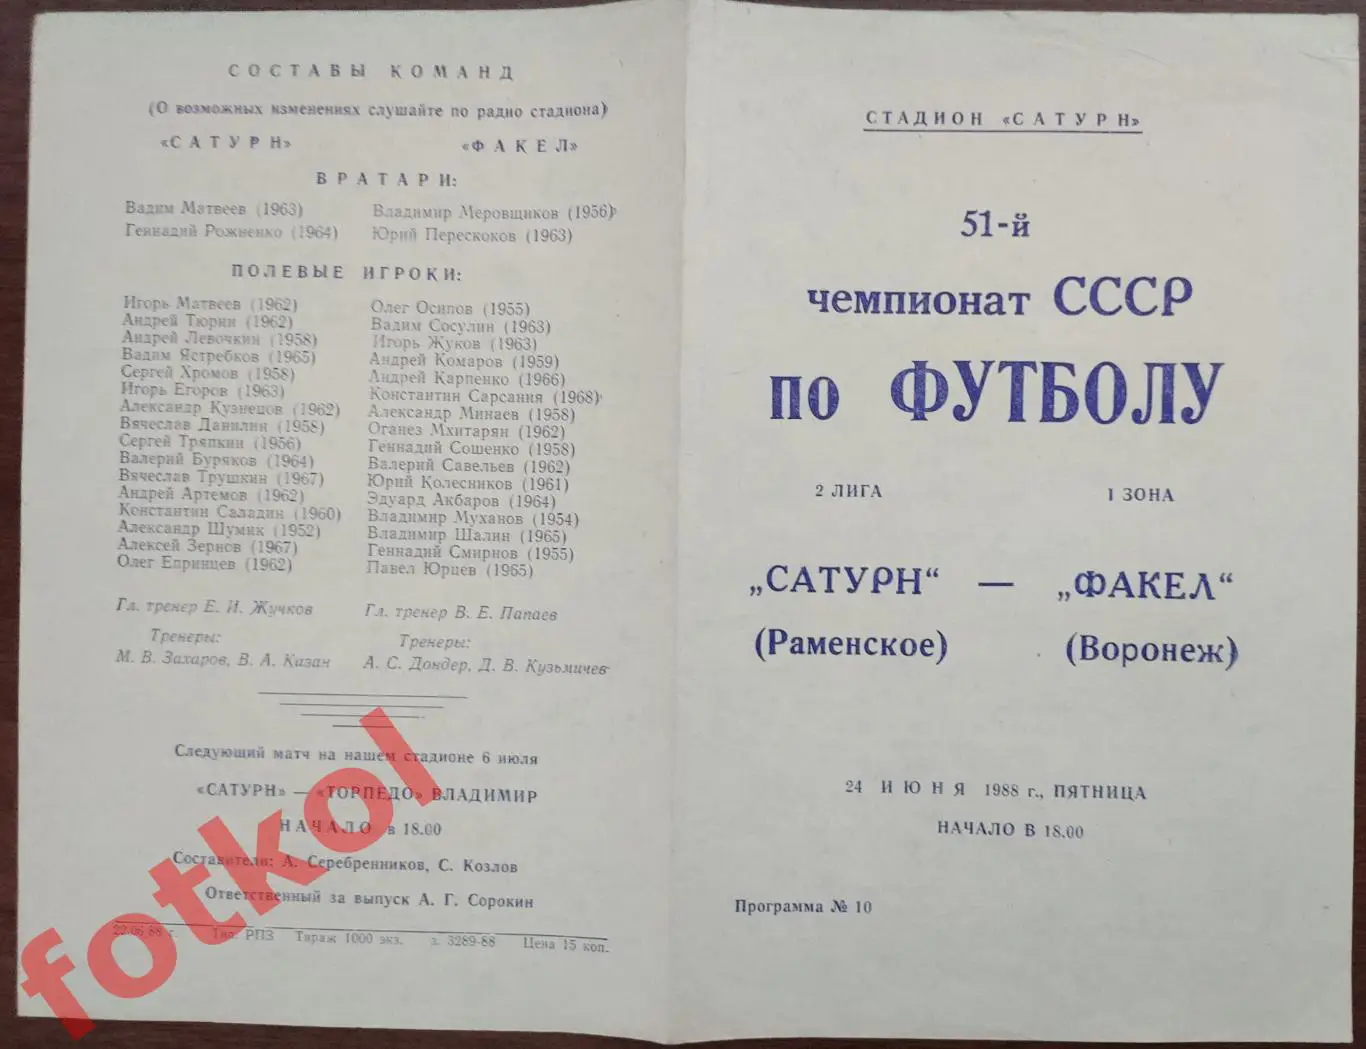 СОСТАВЫ КОМАНД
(О возможных изменениях слушайте по радио стадиона)
«САТУРН» «ФАКЕЛ»
ВРАТАРИ:
Вадим Матвеев (1963) Владимир Меровщиков (1956)
Геннадий Рожненко (1964) Юрий Перескоков (1963)
ПОЛЕВЫЕ ИГРОКИ:
Игорь Матвеев (1962) Олег Осипов (1955)
Андрей Тюрин (1962) Вадим Сосулин (1963)
Андрей Левочкин (1958) Игорь Жуков (1963)
Вадим Ястребков (1965) Андрей Комаров (1959)
Сергей Хромов (1958) Андрей Карпенко (1966)
Игорь Егоров (1963) Константин Сарсания (1968)
Александр Кузнецов (1962) Александр Минаев (1958)
Вячеслав Данилин (1958) Оганез Мхитарян (1962)
Сергей Тряпкин (1956) Геннадий Сошенко (1958)
Валерий Буряков (1964) Валерий Савельев (1962)
Вячеслав Трушкин (1967) Юрий Колесников (1961)
Андрей Артемов (1962) Эдуард Акбаров (1964)
Константин Саладин (1960) Владимир Муханов (1954)
Александр Шумик (1952) Владимир Шалин (1965)
Алексей Зернов (1967) Геннадий Смирнов (1955)
Олег Епринцев (1962) Павел Юрцев (1965)
Гл. тренер Е. И. Жучков Гл. тренер В. Е. Папаев
Тренеры: Тренеры:
М. В. Захаров, В. А. Казан А. С. Дондер, Д. В. Кузьмичев
Следующий матч на нашем стадионе 6 июля
«САТУРН» — «ТОРПЕДО» ВЛАДИМИР
НАЧАЛО в 18.00
Составители: А. Серебренников, С. Козлов
Ответственный за выпуск А. Г. Сорокин
22.06.88 г. Тип. РПЗ Тираж 1000 экз. з. 3289-88 Цена 15 коп.
СТАДИОН «САТУРН»
51-й
чемпионат СССР
по ФУТБОЛУ
2 ЛИГА 1 ЗОНА
„САТУРН“ — „ФАКЕЛ“
(Раменское) (Воронеж)
24 ИЮНЯ 1988 г., ПЯТНИЦА
НАЧАЛО В 18.00
Программа № 10
fotkol